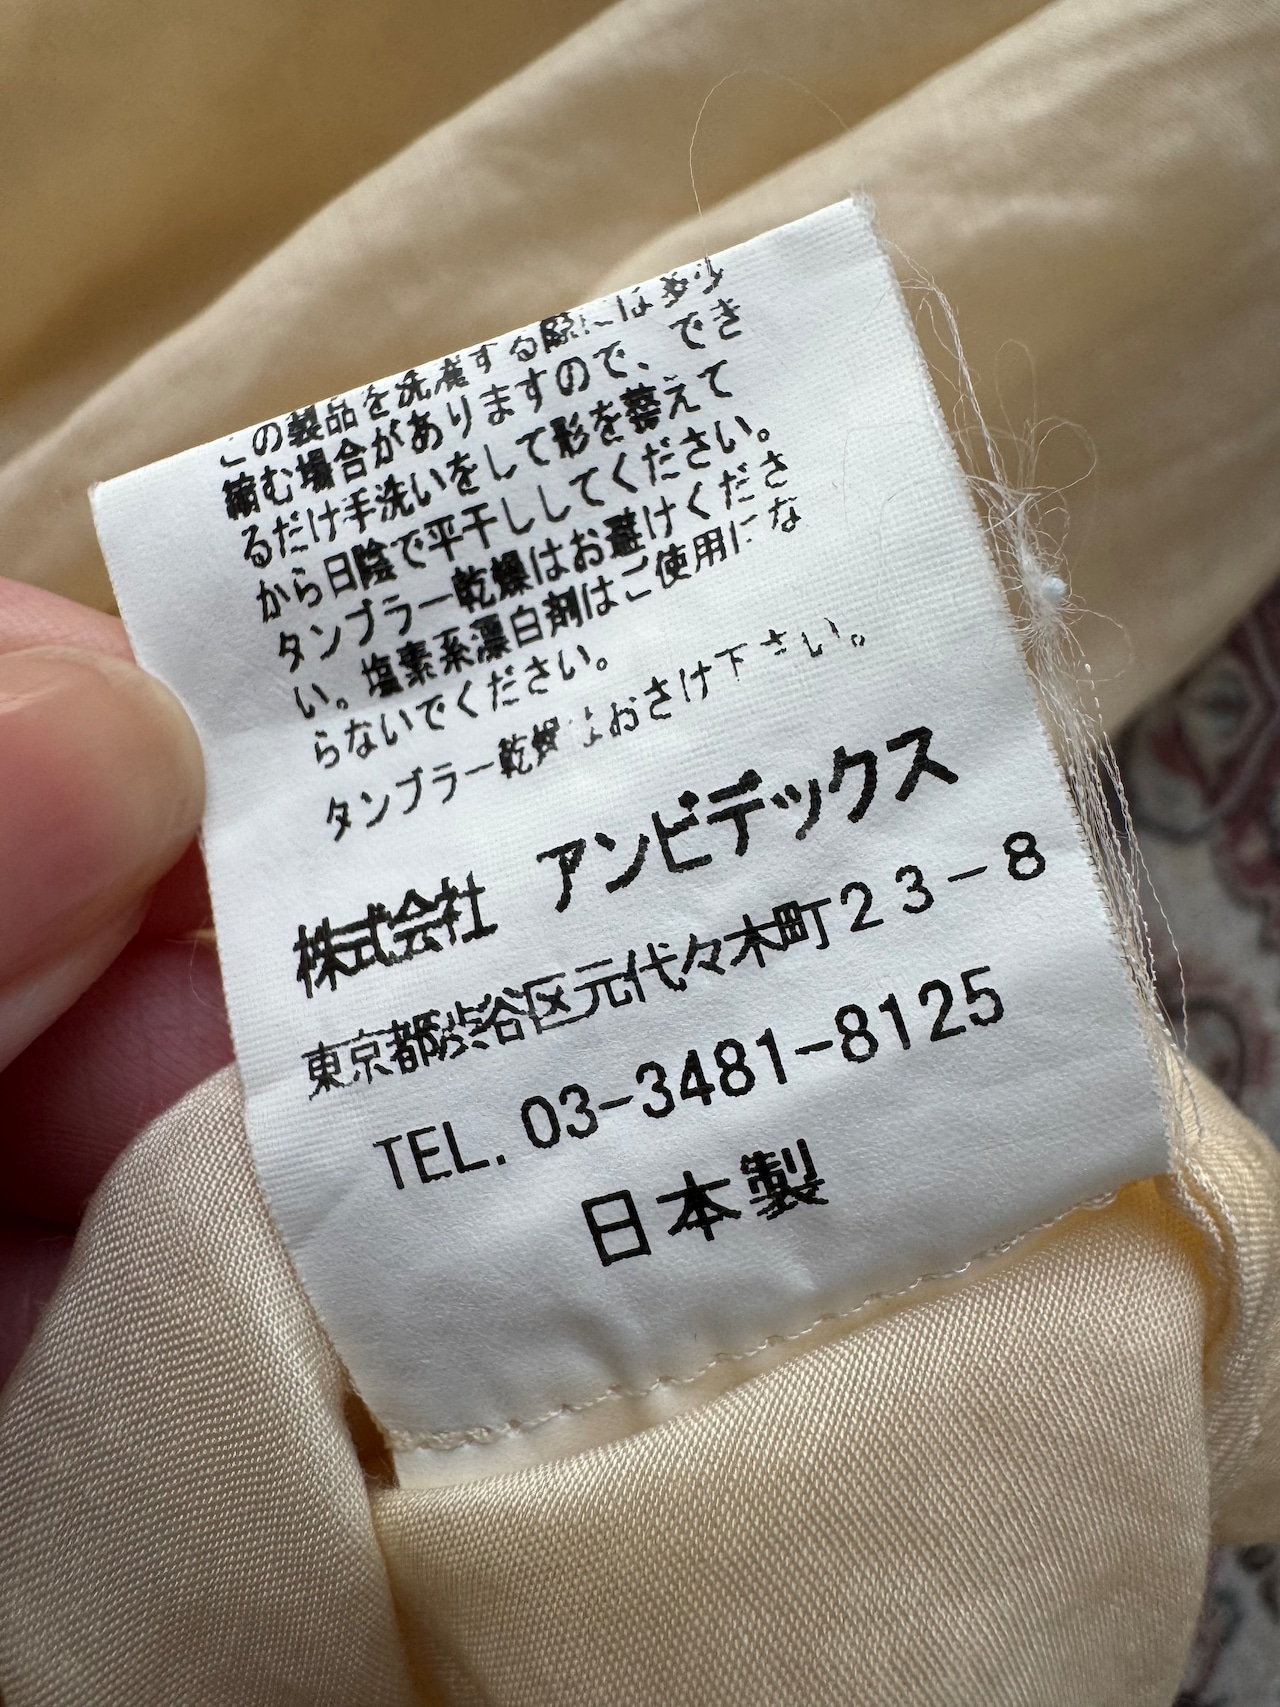 この製品を洗濯する際には多少
縮む場合がありますので、でき
るだけ手洗いをして形を整えて
から日陰で平干ししてください。
タンブラー乾燥はお避けくださ
い。塩素系漂白剤はご使用にな
らないでください。
タンブラー乾燥はおさけ下さい。
株式会社 アンビデックス
東京都渋谷区元代々木町23-8
TEL. 03-3481-8125
日本製